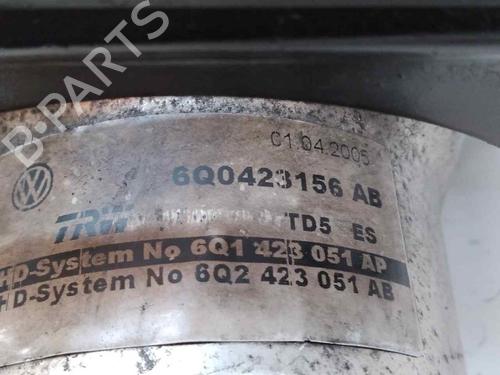 B-PARTS
01.04.2005
6Q0423156 AB
TRW TD5 ES
HD-System No 6Q1 423 051 AP
HD-System No 6Q2 423 051 AB